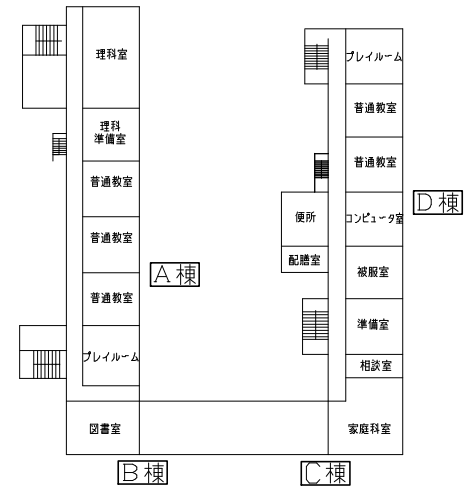 理科室
理科
準備室
普通教室
普通教室
普通教室
プレイルーム
図書室
A棟
B棟
プレイルーム
普通教室
普通教室
コンピュータ室
便所
配膳室
被服室
準備室
相談室
家庭科室
D棟
C棟